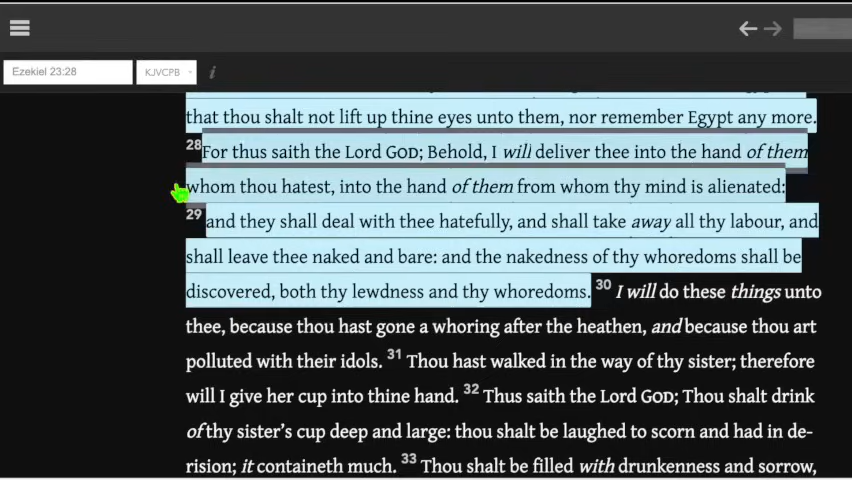 Ezekiel 23:28
KJVCPB
i
that thou shalt not lift up thine eyes unto them, nor remember Egypt any more.
28 For thus saith the Lord GOD; Behold, I will deliver thee into the hand of them
whom thou hatest, into the hand of them from whom thy mind is alienated:
29 and they shall deal with thee hatefully, and shall take away all thy labour, and
shall leave thee naked and bare: and the nakedness of thy whoredoms shall be
discovered, both thy lewdness and thy whoredoms. 30 I will do these things unto
thee, because thou hast gone a whoring after the heathen, and because thou art
polluted with their idols. 31 Thou hast walked in the way of thy sister; therefore
will I give her cup into thine hand. 32 Thus saith the Lord GOD; Thou shalt drink
of thy sister's cup deep and large: thou shalt be laughed to scorn and had in de-
rision; it containeth much. 33 Thou shalt be filled with drunkenness and sorrow,